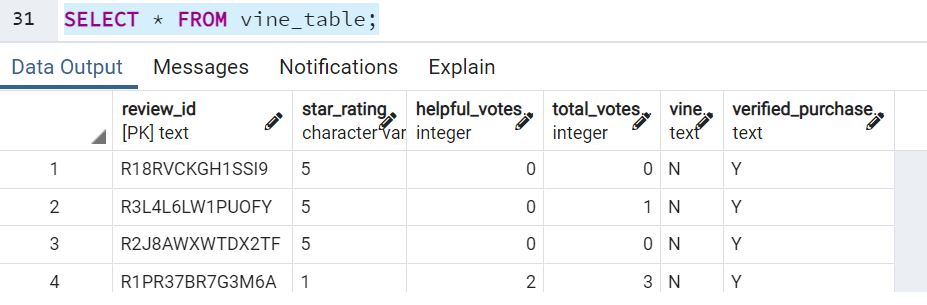 31 SELECT * FROM vine_table;
Data Output Messages Notifications Explain
review_id star_rating helpful_votes total_votes vine verified_purchase
[PK] text character var integer integer text text
1 R18RVCKGH1SSI9 5 0 0 N Y
2 R3L4L6LW1PUOFY 5 0 1 N Y
3 R2J8AWXWTDX2TF 5 0 0 N Y
4 R1PR37BR7G3M6A 1 2 3 N Y